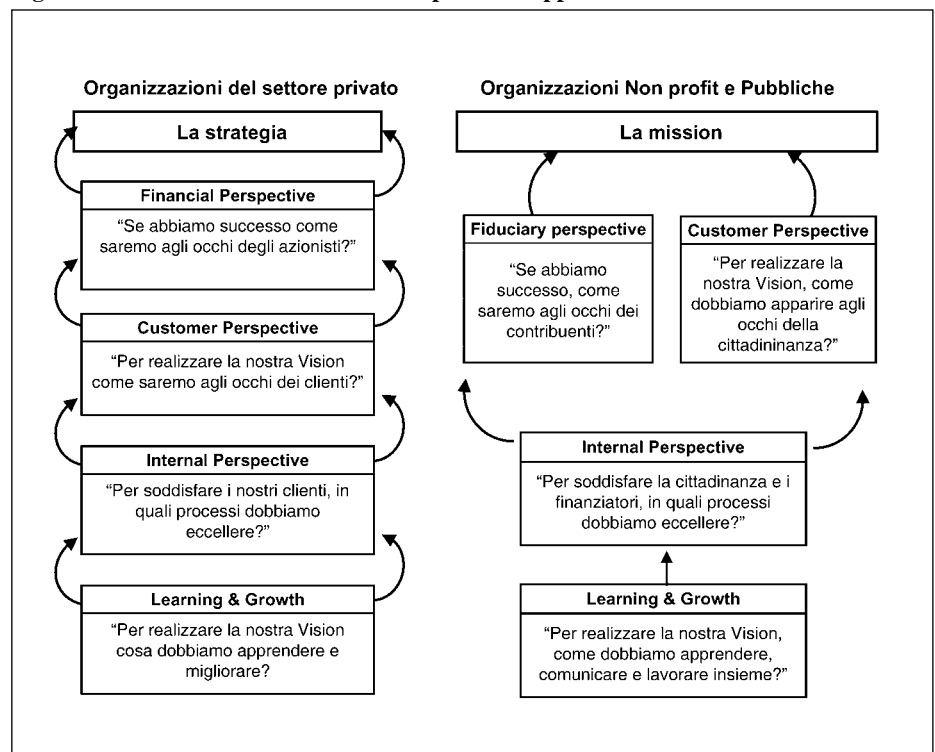 Organizzazioni del settore privato
La strategia
Financial Perspective
“Se abbiamo successo come
saremo agli occhi degli azionisti?”
Customer Perspective
“Per realizzare la nostra Vision
come saremo agli occhi dei clienti?”
Internal Perspective
“Per soddisfare i nostri clienti, in
quali processi dobbiamo
eccellere?”
Learning & Growth
“Per realizzare la nostra Vision
cosa dobbiamo apprendere e
migliorare?
Organizzazioni Non profit e Pubbliche
La mission
Fiduciary perspective
“Se abbiamo
successo, come
saremo agli occhi dei
contribuenti?”
Customer Perspective
“Per realizzare la
nostra Vision, come
dobbiamo apparire agli
occhi della
cittadininanza?”
Internal Perspective
“Per soddisfare la cittadinanza e i
finanziatori, in quali processi
dobbiamo eccellere?”
Learning & Growth
“Per realizzare la nostra Vision,
come dobbiamo apprendere,
comunicare e lavorare insieme?”